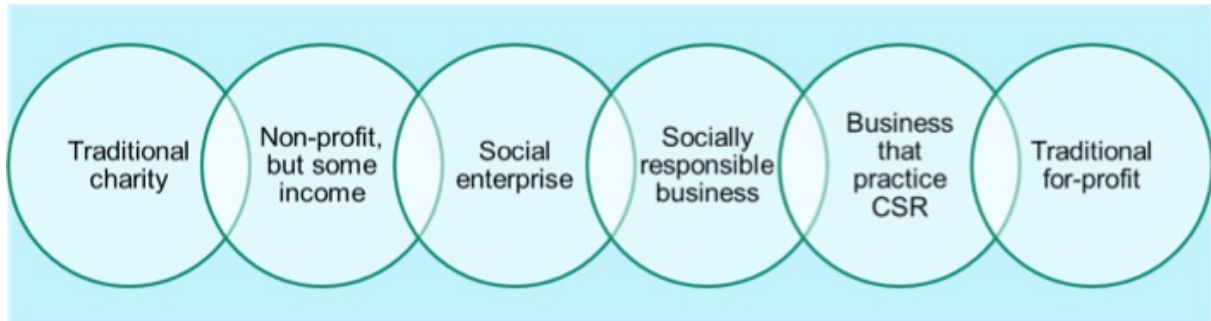 Traditional
charity
Non-profit,
but some
income
Social
enterprise
Socially
responsible
business
Business
that
practice
CSR
Traditional
for-profit